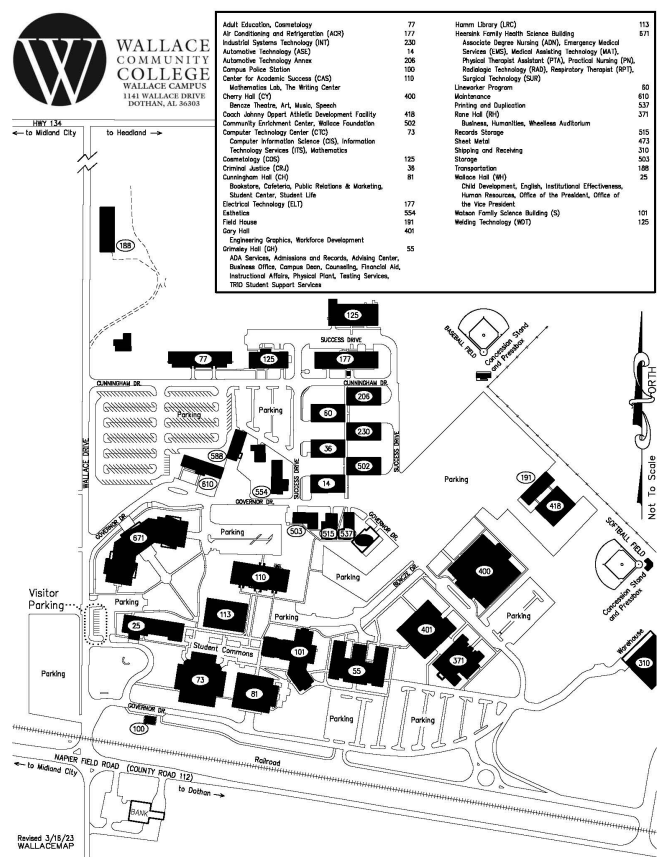 WALLACE
COMMUNITY
COLLEGE
WALLACE CAMPUS
1141 WALLACE DRIVE
DOTHAN, AL 36303
Adult Education, Cosmetology 77
Air Conditioning and Refrigeration (ACR) 177
Industrial Systems Technology (INT) 230
Automotive Technology (ASE) 14
Automotive Technology Annex 206
Campus Police Station 100
Center for Academic Success (CAS) 110
Mathematics Lab, The Writing Center
Cherry Hall (CY) 400
Bencze Theatre, Art, Music, Speech
Coach Johnny Oppert Athletic Development Facility 418
Community Enrichment Center, Wallace Foundation 502
Computer Technology Center (CTC) 73
Computer Information Science (CIS), Information
Technology Services (ITS), Mathematics
Cosmetology (COS) 125
Criminal Justice (CRJ) 36
Cunningham Hall (CH) 81
Bookstore, Cafeteria, Public Relations & Marketing,
Student Center, Student Life
Electrical Technology (ELT) 177
Esthetics 554
Field House 191
Gary Hall 401
Engineering Graphics, Workforce Development
Grimsley Hall (GH) 55
ADA Services, Admissions and Records, Advising Center,
Business Office, Campus Dean, Counseling, Financial Aid,
Instructional Affairs, Physical Plant, Testing Services,
TRIO Student Support Services
Hamm Library (LRC) 113
Heersink Family Health Science Building 671
Associate Degree Nursing (ADN), Emergency Medical
Services (EMS), Medical Assisting Technology (MAT),
Physical Therapist Assistant (PTA), Practical Nursing (PN),
Radiologic Technology (RAD), Respiratory Therapist (RPT),
Surgical Technology (SUR)
Lineworker Program 60
Maintenance 610
Printing and Duplication 537
Rane Hall (RH) 371
Business, Humanities, Wheelless Auditorium
Records Storage 515
Sheet Metal 473
Shipping and Receiving 310
Storage 503
Transportation 188
Wallace Hall (WH) 25
Child Development, English, Institutional Effectiveness,
Human Resources, Office of the President, Office of
the Vice President
Watson Family Science Building (S) 101
Welding Technology (WDT) 125
HWY 134
to Midland City
to Headland
188
125
SUCCESS DRIVE
77
125
177
BASEBALL FIELD
Concession Stand
and Pressbox
NORTH
Not To Scale
CUNNINGHAM DR.
CUNNINGHAM DR.
206
Parking
Parking
60
230
588
36
502
WALLACE DRIVE
SUCCESS DRIVE
SUCCESS DRIVE
610
554
14
Parking
191
418
GOVERNOR DR.
GOVERNOR DR.
GOVERNOR DR.
503
515
537
SOFTBALL FIELD
671
Parking
110
Parking
BENCZE DR.
400
Concession Stand
and Pressbox
Visitor
Parking
Parking
113
Parking
Parking
25
401
Student Commons
101
371
Warehouse
310
Parking
73
81
55
GOVERNOR DR.
100
Parking
Parking
Railroad
NAPIER FIELD ROAD (COUNTY ROAD 112)
to Midland City
to Dothan
BANK
Revised 3/16/23
WALLACEMAP